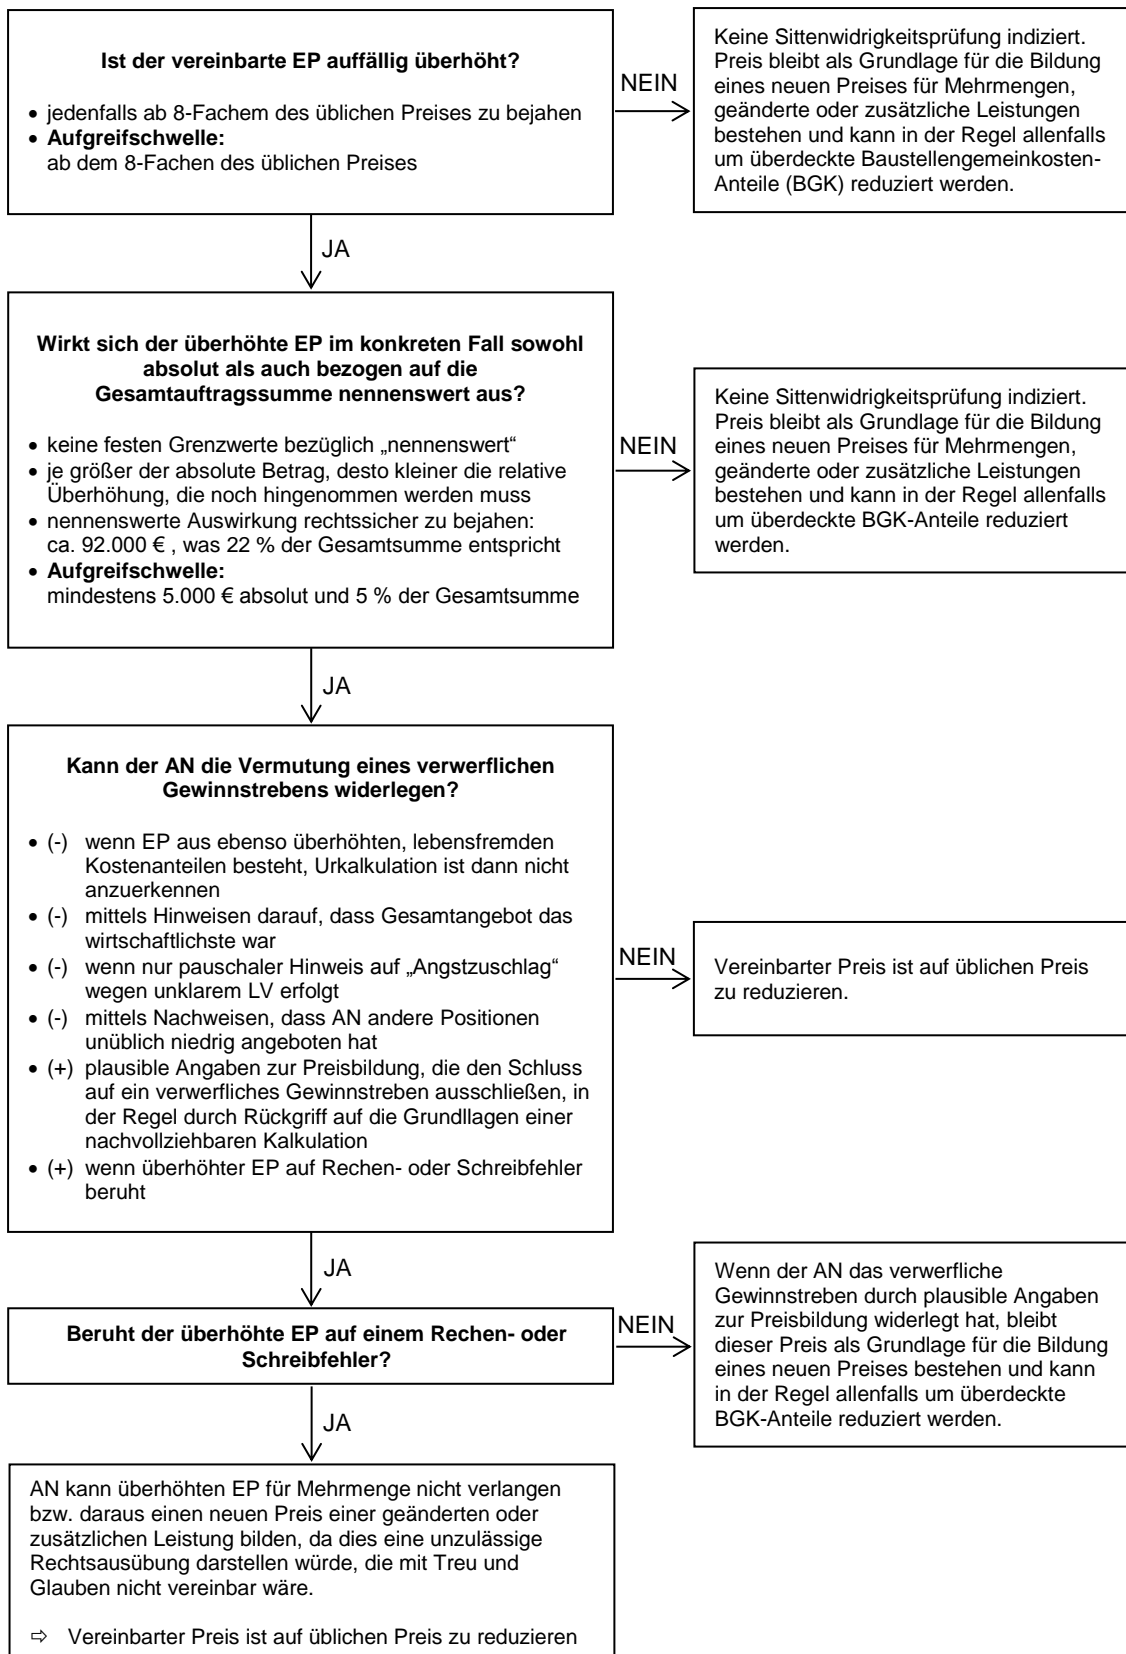 Ist der vereinbarte EP auffällig überhöht?
• jedenfalls ab 8-Fachem des üblichen Preises zu bejahen
• Aufgreifschwelle:
ab dem 8-Fachen des üblichen Preises
NEIN
Keine Sittenwidrigkeitsprüfung indiziert.
Preis bleibt als Grundlage für die Bildung
eines neuen Preises für Mehrmengen,
geänderte oder zusätzliche Leistungen
bestehen und kann in der Regel allenfalls
um überdeckte Baustellengemeinkosten-
Anteile (BGK) reduziert werden.
JA
Wirkt sich der überhöhte EP im konkreten Fall sowohl
absolut als auch bezogen auf die
Gesamtauftragssumme nennenswert aus?
• keine festen Grenzwerte bezüglich „nennenswert“
• je größer der absolute Betrag, desto kleiner die relative
Überhöhung, die noch hingenommen werden muss
• nennenswerte Auswirkung rechtssicher zu bejahen:
ca. 92.000 € , was 22 % der Gesamtsumme entspricht
• Aufgreifschwelle:
mindestens 5.000 € absolut und 5 % der Gesamtsumme
NEIN
Keine Sittenwidrigkeitsprüfung indiziert.
Preis bleibt als Grundlage für die Bildung
eines neuen Preises für Mehrmengen,
geänderte oder zusätzliche Leistungen
bestehen und kann in der Regel allenfalls
um überdeckte BGK-Anteile reduziert
werden.
JA
Kann der AN die Vermutung eines verwerflichen
Gewinnstrebens widerlegen?
• (-) wenn EP aus ebenso überhöhten, lebensfremden
Kostenanteilen besteht, Urkalkulation ist dann nicht
anzuerkennen
• (-) mittels Hinweisen darauf, dass Gesamtangebot das
wirtschaftlichste war
• (-) wenn nur pauschaler Hinweis auf „Angstzuschlag“
wegen unklarem LV erfolgt
• (-) mittels Nachweisen, dass AN andere Positionen
unüblich niedrig angeboten hat
• (+) plausible Angaben zur Preisbildung, die den Schluss
auf ein verwerfliches Gewinnstreben ausschließen, in
der Regel durch Rückgriff auf die Grundllagen einer
nachvollziehbaren Kalkulation
• (+) wenn überhöhter EP auf Rechen- oder Schreibfehler
beruht
NEIN
Vereinbarter Preis ist auf üblichen Preis
zu reduzieren.
JA
Beruht der überhöhte EP auf einem Rechen- oder
Schreibfehler?
NEIN
Wenn der AN das verwerfliche
Gewinnstreben durch plausible Angaben
zur Preisbildung widerlegt hat, bleibt
dieser Preis als Grundlage für die Bildung
eines neuen Preises bestehen und kann
in der Regel allenfalls um überdeckte
BGK-Anteile reduziert werden.
JA
AN kann überhöhten EP für Mehrmenge nicht verlangen
bzw. daraus einen neuen Preis einer geänderten oder
zusätzlichen Leistung bilden, da dies eine unzulässige
Rechtsausübung darstellen würde, die mit Treu und
Glauben nicht vereinbar wäre.
⇨ Vereinbarter Preis ist auf üblichen Preis zu reduzieren